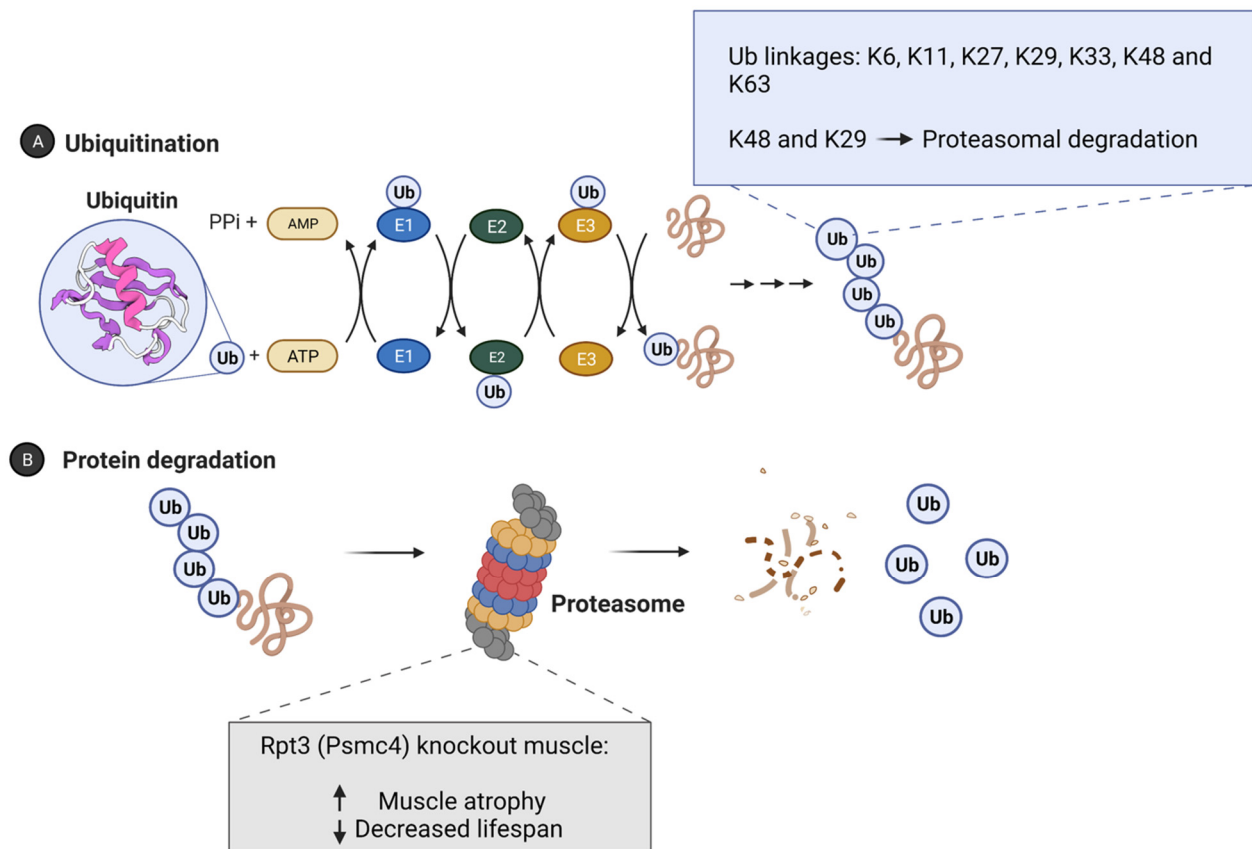 Ub linkages: K6, K11, K27, K29, K33, K48 and
K63
K48 and K29 → Proteasomal degradation
A Ubiquitination
Ubiquitin
Ub Ub
PPi + AMP E1 E2 E3
Ub
Ub
Ub
Ub
Ub + ATP E1 E2 E3 Ub
Ub
B Protein degradation
Ub
Ub
Ub
Ub
Proteasome
Ub
Ub
Ub
Ub
Rpt3 (Psmc4) knockout muscle:
↑ Muscle atrophy
↓ Decreased lifespan